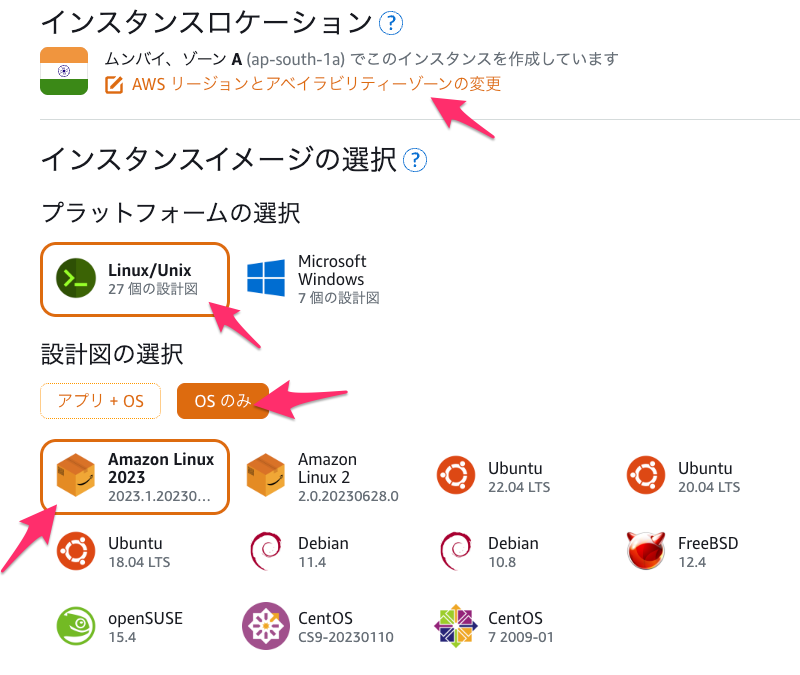 インスタンスロケーション ?
ムンバイ、ゾーン A (ap-south-1a) でこのインスタンスを作成しています
AWS リージョンとアベイラビリティーゾーンの変更
インスタンスイメージの選択 ?
プラットフォームの選択
Linux/Unix
27 個の設計図
Microsoft
Windows
7 個の設計図
設計図の選択
アプリ + OS
OS のみ
Amazon Linux
2023
2023.1.20230...
Amazon
Linux 2
2.0.20230628.0
Ubuntu
22.04 LTS
Ubuntu
20.04 LTS
Ubuntu
18.04 LTS
Debian
11.4
Debian
10.8
FreeBSD
12.4
openSUSE
15.4
CentOS
CS9-20230110
CentOS
7 2009-01